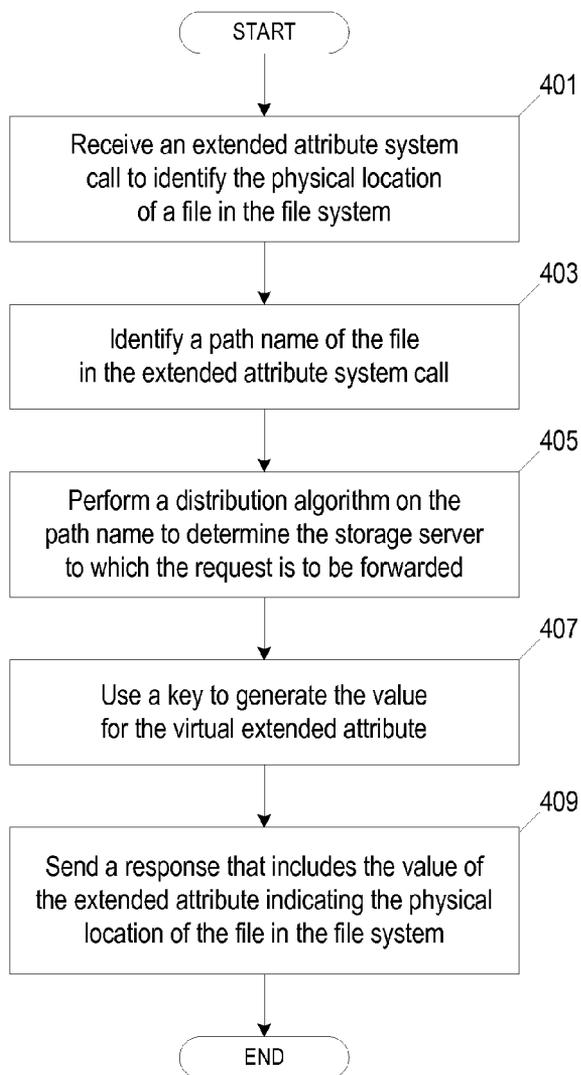 START
401
Receive an extended attribute system
call to identify the physical location
of a file in the file system
403
Identify a path name of the file
in the extended attribute system call
405
Perform a distribution algorithm on the
path name to determine the storage server
to which the request is to be forwarded
407
Use a key to generate the value
for the virtual extended attribute
409
Send a response that includes the value of
the extended attribute indicating the physical
location of the file in the file system
END